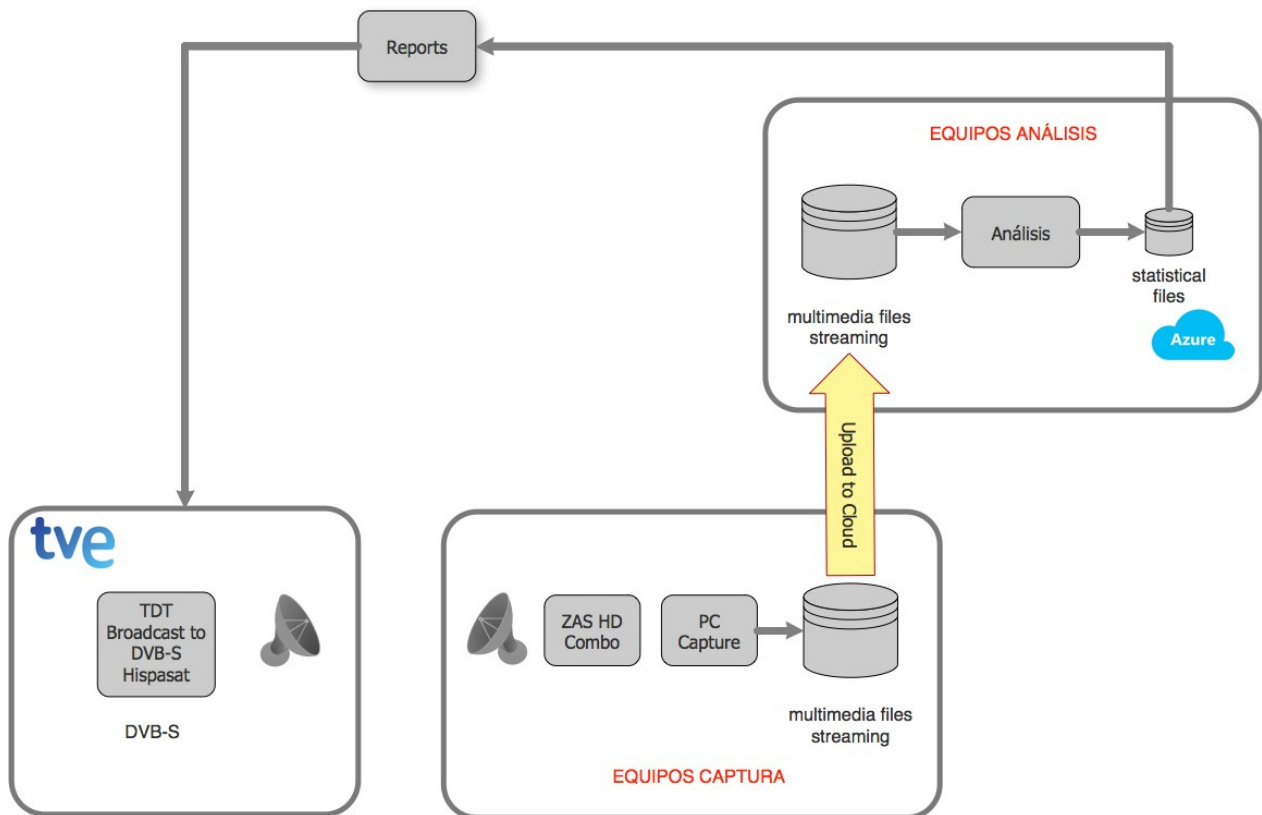 Reports
EQUIPOS ANÁLISIS
Análisis
statistical
files
multimedia files
streaming
Azure
Upload to Cloud
tve
TDT
Broadcast to
DVB-S
Hispasat
DVB-S
ZAS HD
Combo
PC
Capture
multimedia files
streaming
EQUIPOS CAPTURA